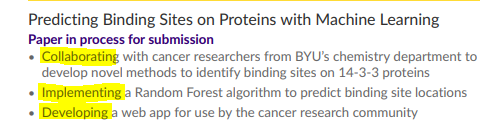 Predicting Binding Sites on Proteins with Machine Learning
Paper in process for submission
• Collaborating with cancer researchers from BYU's chemistry department to
develop novel methods to identify binding sites on 14-3-3 proteins
• Implementing a Random Forest algorithm to predict binding site locations
• Developing a web app for use by the cancer research community